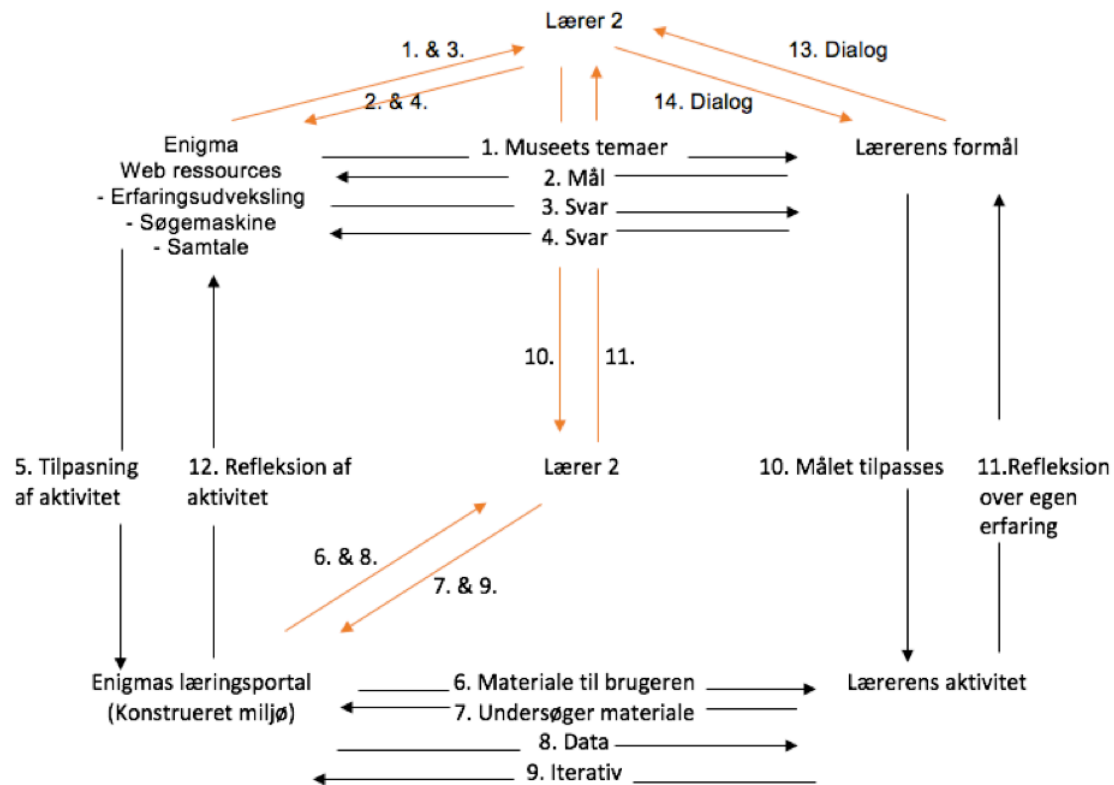 Lærer 2
1. & 3.
13. Dialog
2. & 4.
14. Dialog
Enigma
Web ressources
- Erfaringsudveksling
- Søgemaskine
- Samtale
1. Museets temaer
2. Mål
3. Svar
4. Svar
Lærerens formål
10.
11.
5. Tilpasning
af aktivitet
12. Refleksion af
aktivitet
Lærer 2
10. Målet tilpasses
11.Refleksion
over egen
erfaring
6. & 8.
7. & 9.
Enigmas læringsportal
(Konstrueret miljø)
6. Materiale til brugeren
7. Undersøger materiale
8. Data
9. Iterativ
Lærerens aktivitet